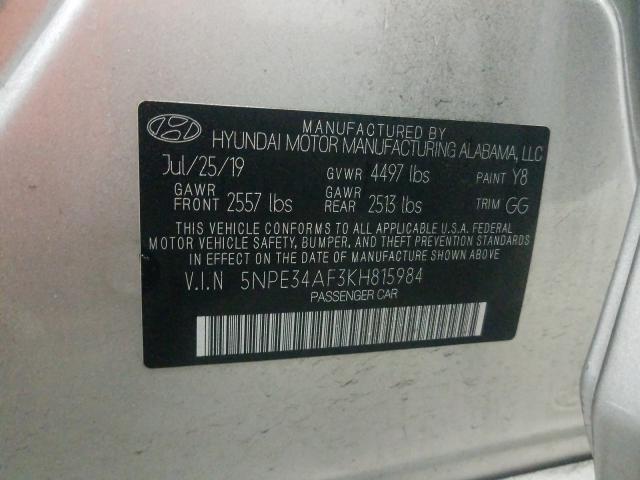 MANUFACTURED BY
HYUNDAI MOTOR MANUFACTURING ALABAMA, LLC
Jul/25/19 GVWR 4497 lbs PAINT Y8
GAWR FRONT 2557 lbs GAWR REAR 2513 lbs TRIM GG
THIS VEHICLE CONFORMS TO ALL APPLICABLE U.S.A. FEDERAL
MOTOR VEHICLE SAFETY, BUMPER, AND THEFT PREVENTION STANDARDS
IN EFFECT ON THE DATE OF MANUFACTURE SHOWN ABOVE.
V.I.N 5NPE34AF3KH815984
PASSENGER CAR